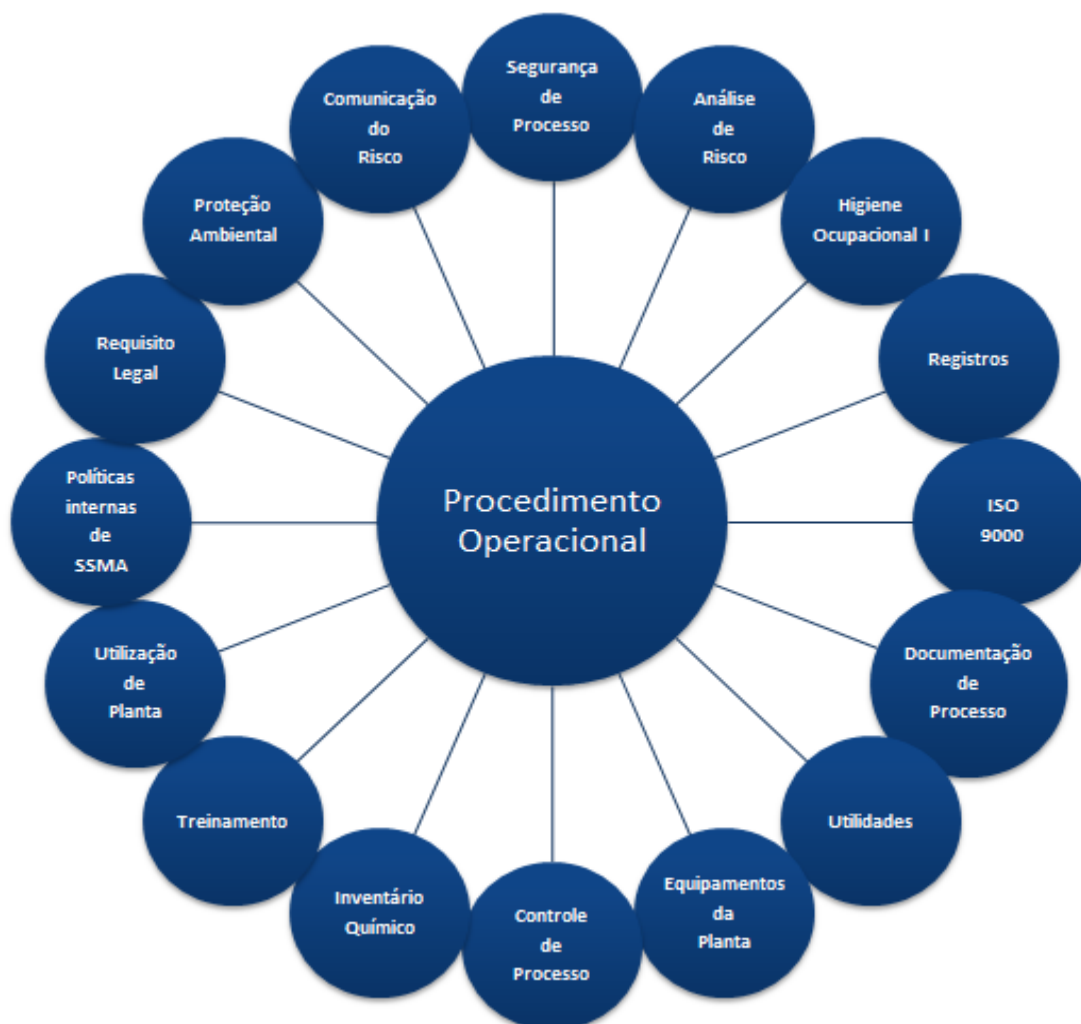 Segurança
de
Processo
Análise
de
Risco
Higiene
Ocupacional I
Registros
ISO
9000
Documentação
de
Processo
Utilidades
Equipamentos
da
Planta
Controle
de
Processo
Inventário
Químico
Treinamento
Utilização
de
Planta
Políticas
internas
de
SSMA
Requisito
Legal
Proteção
Ambiental
Comunicação
do
Risco
Procedimento
Operacional